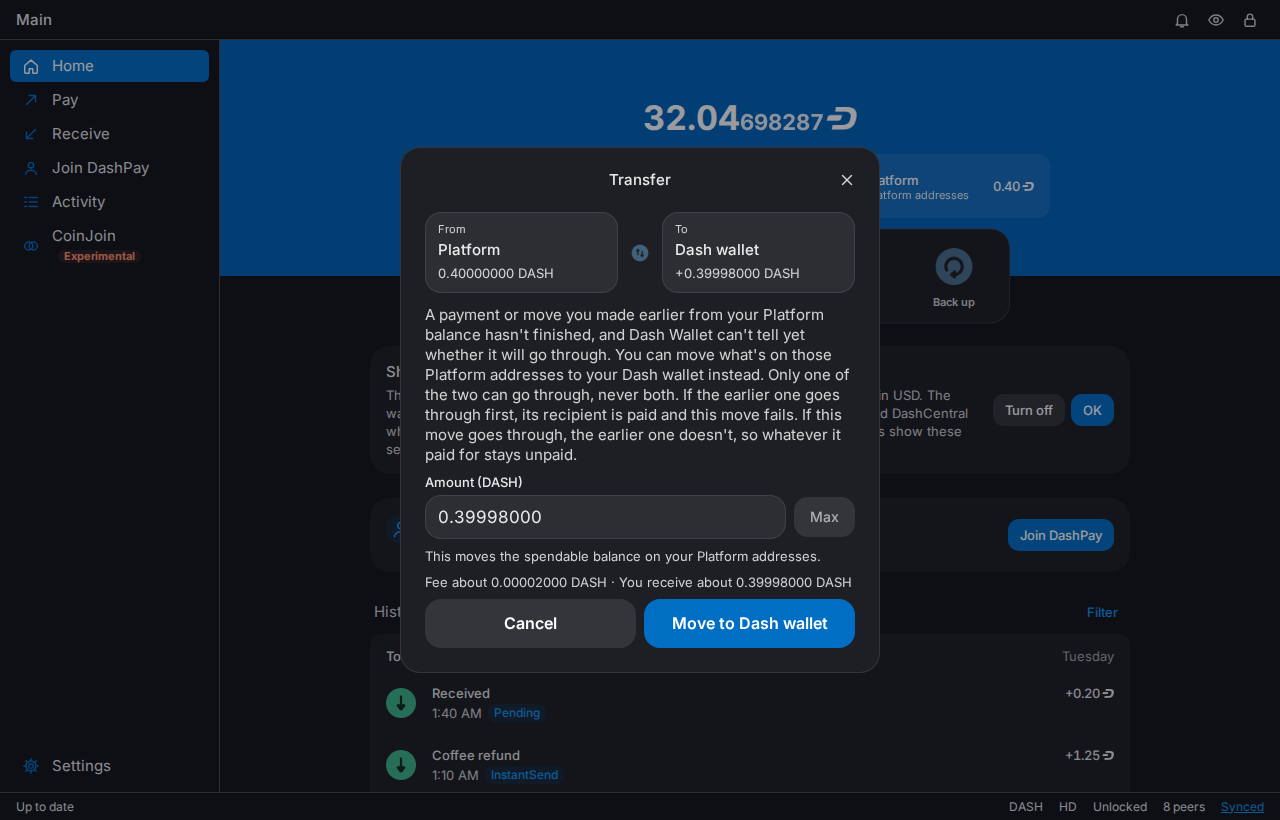 Main
Home
Pay
Receive
Join DashPay
Activity
CoinJoin
Experimental
Settings
32.04698287
atform
atform addresses
0.40
Back up
Transfer
From
Platform
0.40000000 DASH
To
Dash wallet
+0.39998000 DASH
A payment or move you made earlier from your Platform
balance hasn't finished, and Dash Wallet can't tell yet
whether it will go through. You can move what's on those
Platform addresses to your Dash wallet instead. Only one of
the two can go through, never both. If the earlier one goes
through first, its recipient is paid and this move fails. If this
move goes through, the earlier one doesn't, so whatever it
paid for stays unpaid.
Amount (DASH)
0.39998000
Max
This moves the spendable balance on your Platform addresses.
Fee about 0.00002000 DASH · You receive about 0.39998000 DASH
Cancel
Move to Dash wallet
in USD. The
d DashCentral
s show these
Turn off
OK
Join DashPay
Hist
Filter
To
Tuesday
Received
1:40 AM
Pending
+0.20
Coffee refund
1:10 AM
InstantSend
+1.25
Up to date
DASH
HD
Unlocked
8 peers
Synced